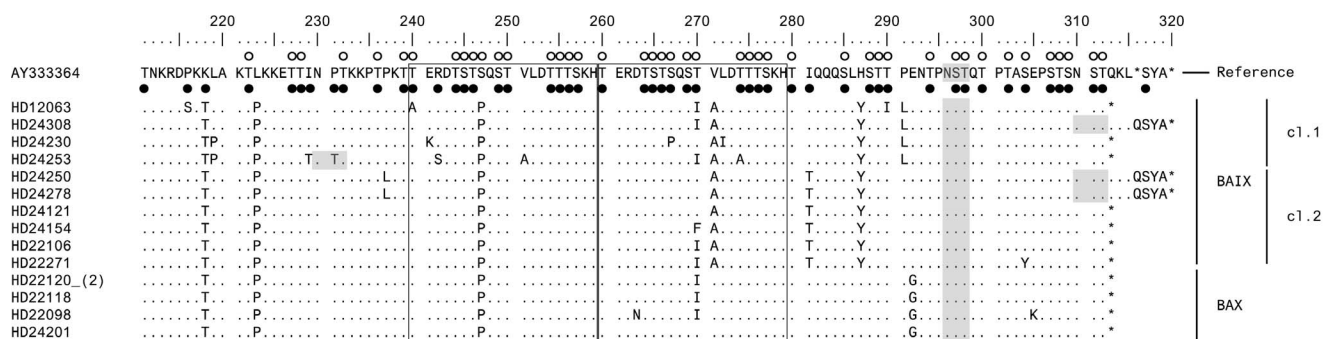 220 230 240 250 260 270 280 290 300 310 320
AY333364 TNKRDPKKLA KTLKKETTIN PTKKPTPKTT ERDTSTSQST VLDTTTSKHT ERDTSTSQST VLDTTTSKHT IQQQSLHSTT PENTPNSTQT PTASEPSTSN STQKL*SYA* Reference
HD12063 .....S.T.. ..P....... .........A ......P... .......... .........I A......... ......Y..I L......... .......... ..*
HD24308 .......T.. ..P....... .......... ......P... .......... .........I A......... ......Y... L......... .......... .....QSYA*
HD24230 .......TP. ..P....... .......... K.....P... .......... ......P... AI........ ......Y... L......... .......... ..*
HD24253 .......TP. ..P.....T. T......... .S....P... A......... .........I A..A...... ......Y... L......... .......... ..*
HD24250 .......T.. ..P....... ......L... ......P... .......... .......... A......... T.....Y... .......... .......... .....QSYA*
HD24278 .......T.. ..P....... ......L... ......P... .......... .......... A......... T.....Y... .......... .......... .....QSYA*
HD24121 .......T.. ..P....... .......... ......P... .......... .......... A......... T.....Y... .......... .......... ..*
HD24154 .......T.. ..P....... .......... ......P... .......... .........F A......... T.....Y... .......... .......... ..*
HD22106 .......T.. ..P....... .......... ......P... .......... .........I A......... T.....Y... .......... .......... ..*
HD22271 .......T.. ..P....... .......... ......P... .......... .........I A......... T.....Y... .......... ...Y...... ..*
HD22120_(2) .......T.. ..P....... .......... ......P... .......... .........I .......... .......... .G........ .......... ..*
HD22118 .......T.. ..P....... .......... ......P... .......... .........I .......... .......... .G........ .......... ..*
HD22098 .......T.. ..P....... .......... ......P... .......... ..N......I .......... .......... .G........ ....K..... ..*
HD24201 .......T.. ..P....... .......... ......P... .......... .......... .......... .......... .G........ .......... ..*
cl.1
BAIX
cl.2
BAX